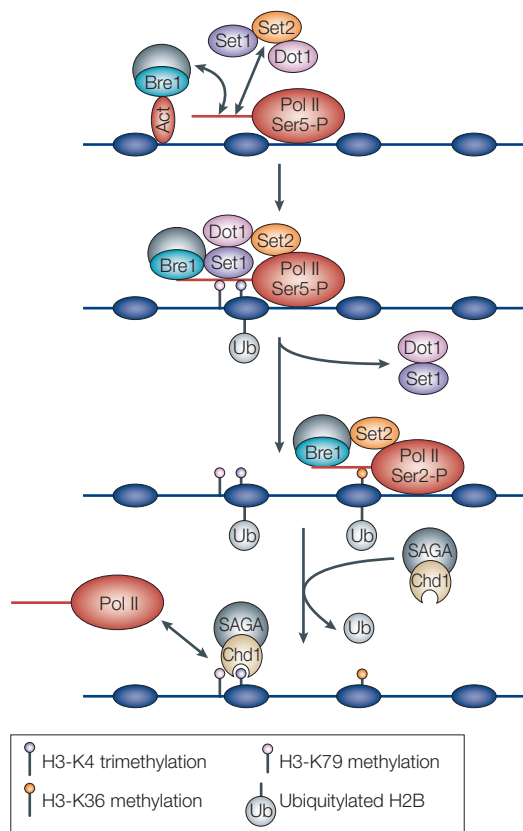 Set1
Set2
Dot1
Bre1
Act
Pol II
Ser5-P
Dot1
Set2
Bre1
Set1
Pol II
Ser5-P
Ub
Dot1
Set1
Set2
Bre1
Pol II
Ser2-P
Ub
Ub
SAGA
Chd1
Pol II
Ub
SAGA
Chd1
H3-K4 trimethylation
H3-K79 methylation
H3-K36 methylation
Ub
Ubiquitylated H2B